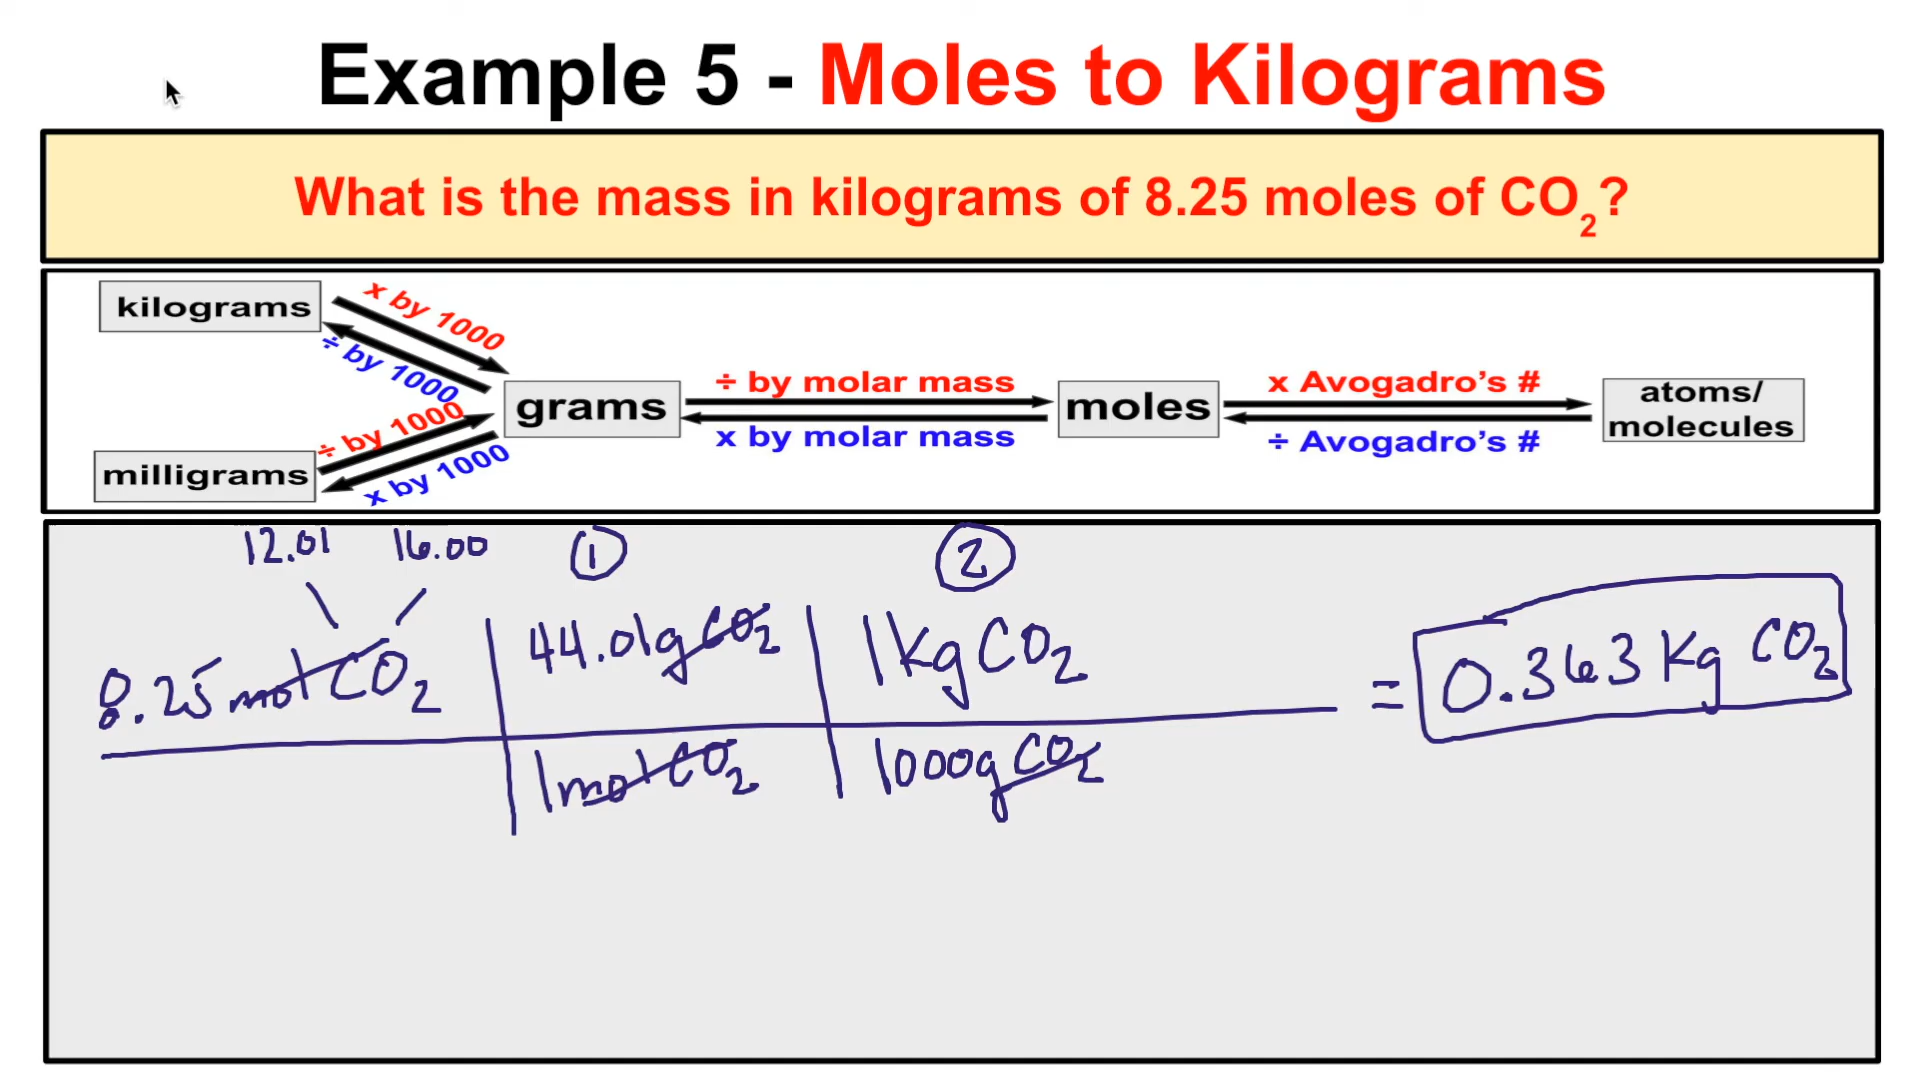 Example 5 - Moles to Kilograms
What is the mass in kilograms of 8.25 moles of CO₂?
kilograms
x by 1000
÷ by 1000
÷ by 1000
x by 1000
milligrams
grams
÷ by molar mass
x by molar mass
moles
x Avogadro's #
÷ Avogadro's #
atoms/
molecules
12.01 16.00 ① ②
8.25 mol CO₂ 44.01g CO₂ 1Kg CO₂ = 0.363 Kg CO₂
1mol CO₂ 1000g CO₂